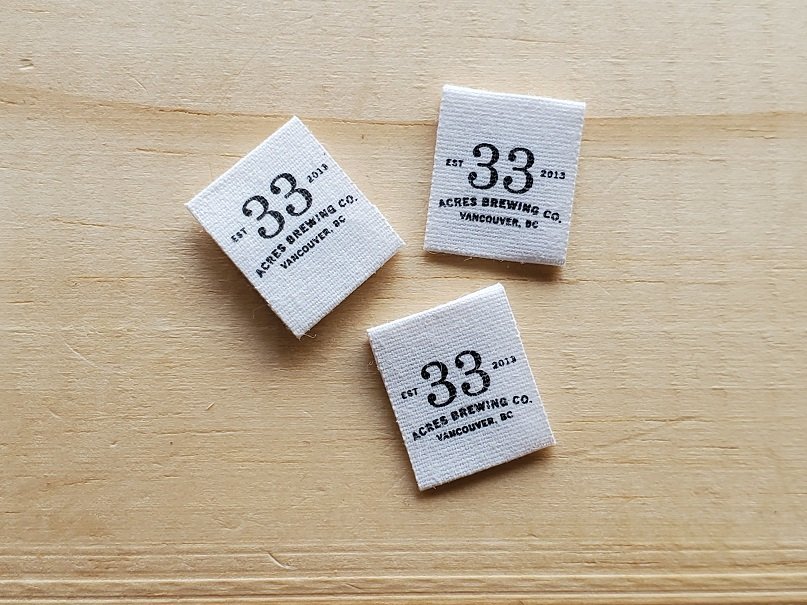 EST 33 2013
ACRES BREWING CO.
VANCOUVER, BC
EST 33 2013
ACRES BREWING CO.
VANCOUVER, BC
EST 33 2013
ACRES BREWING CO.
VANCOUVER, BC